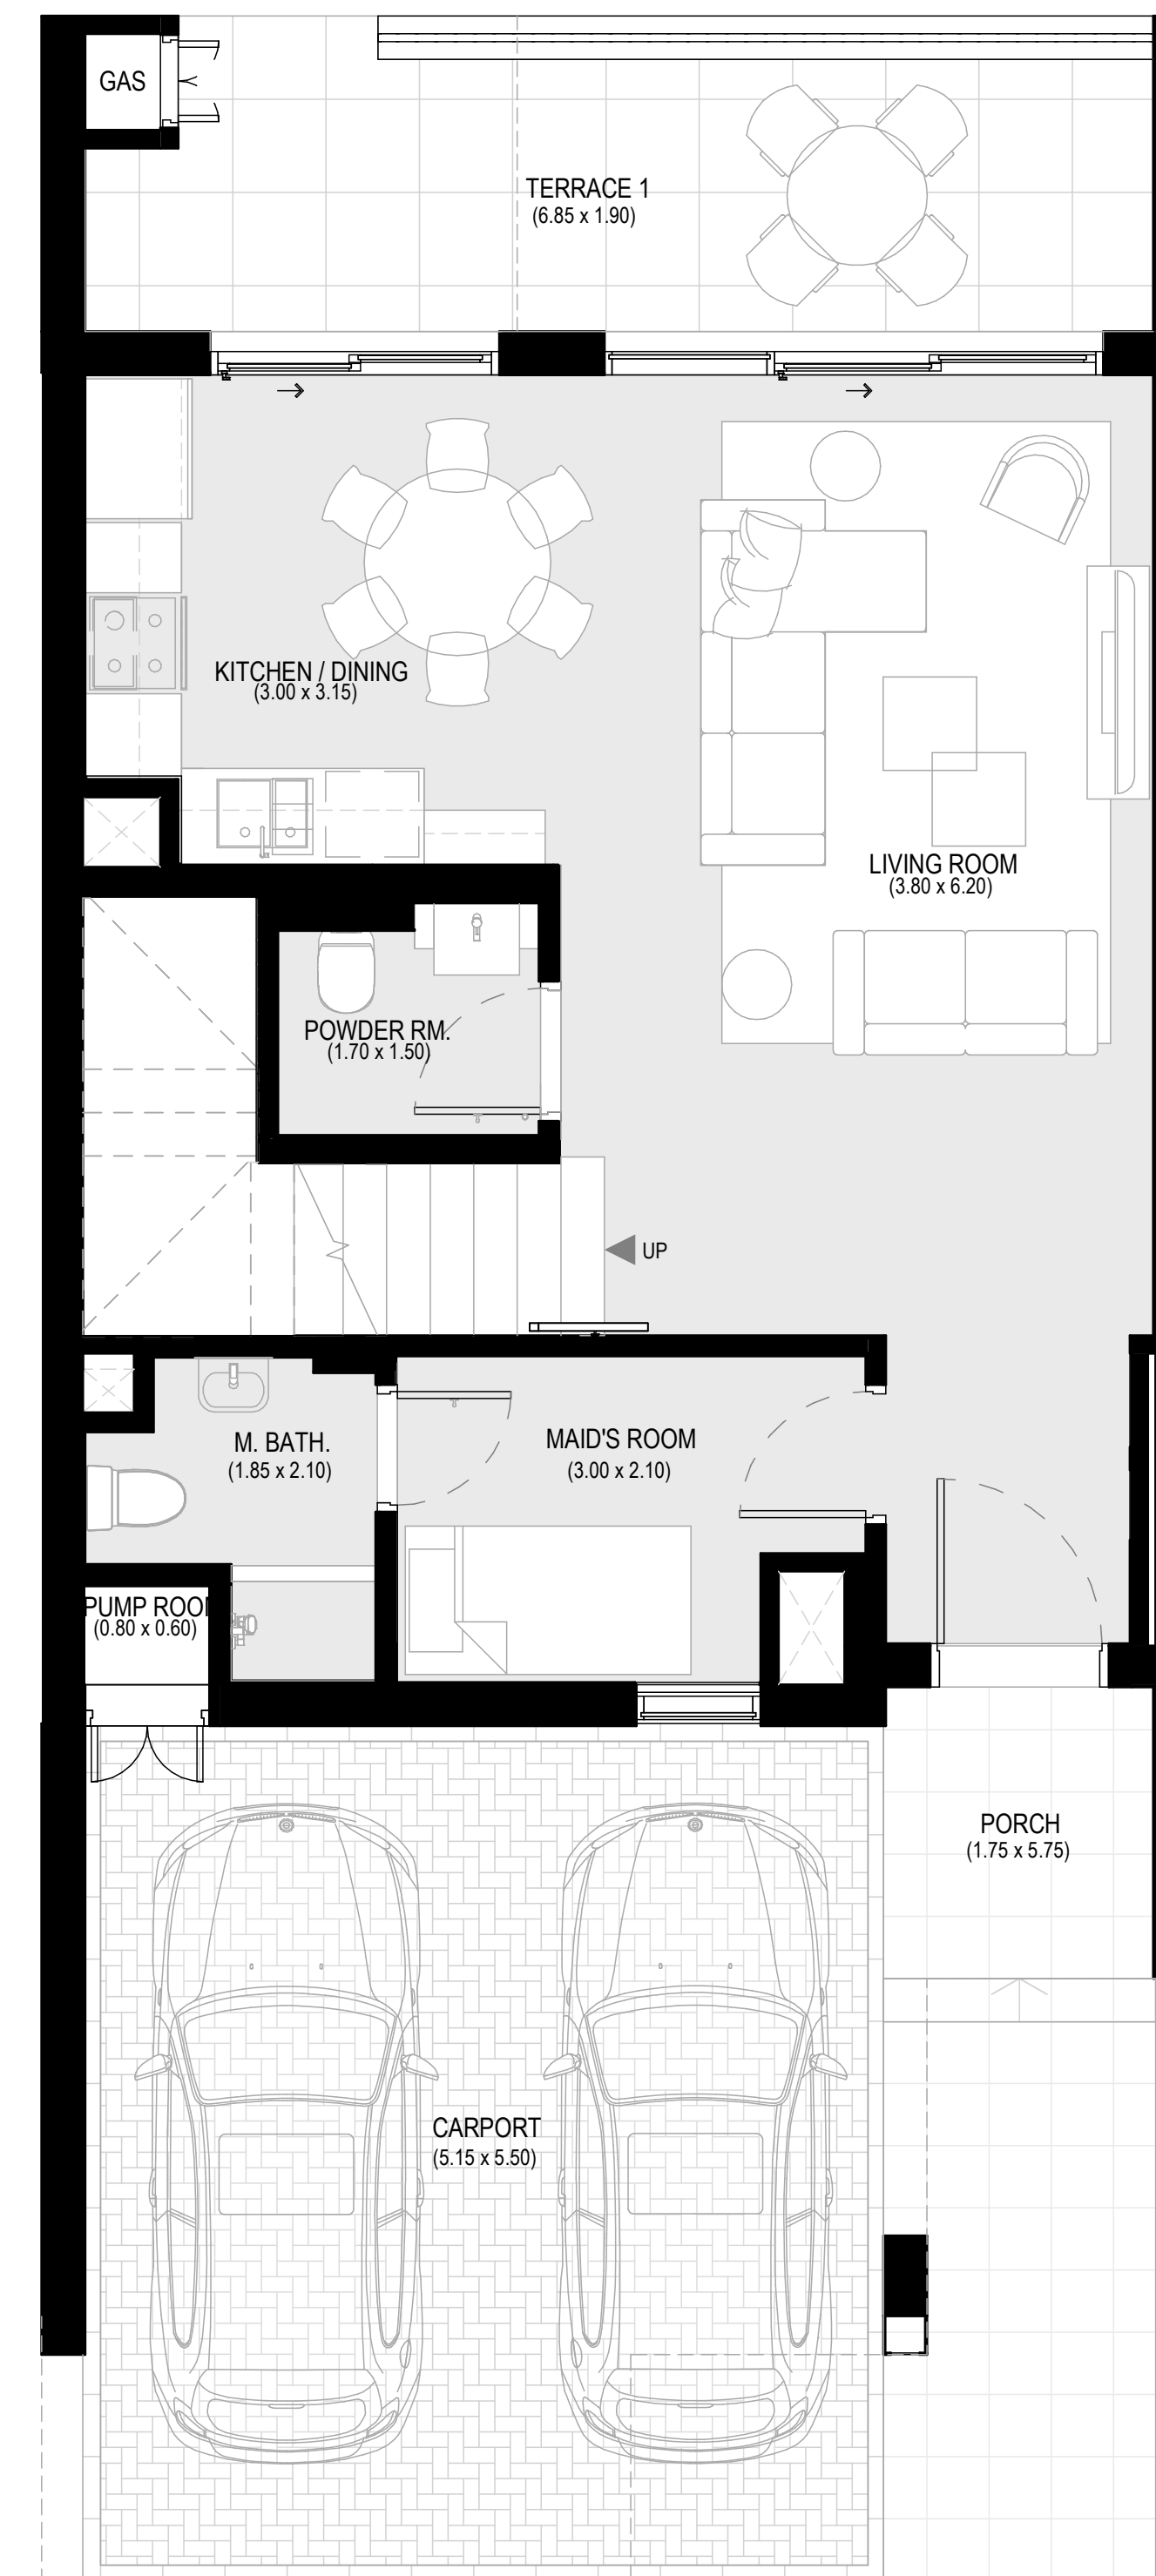 GAS
TERRACE 1
(6.85 x 1.90)
KITCHEN / DINING
(3.00 x 3.15)
LIVING ROOM
(3.80 x 6.20)
POWDER RM.
(1.70 x 1.50)
UP
M. BATH.
(1.85 x 2.10)
MAID'S ROOM
(3.00 x 2.10)
PUMP ROOM
(0.80 x 0.60)
PORCH
(1.75 x 5.75)
CARPORT
(5.15 x 5.50)